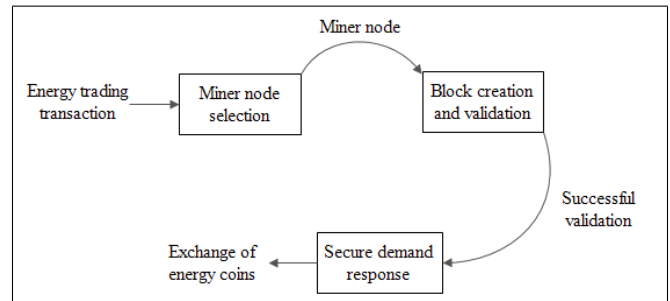 Miner node
Energy trading
transaction
Miner node
selection
Block creation
and validation
Successful
validation
Secure demand
response
Exchange of
energy coins